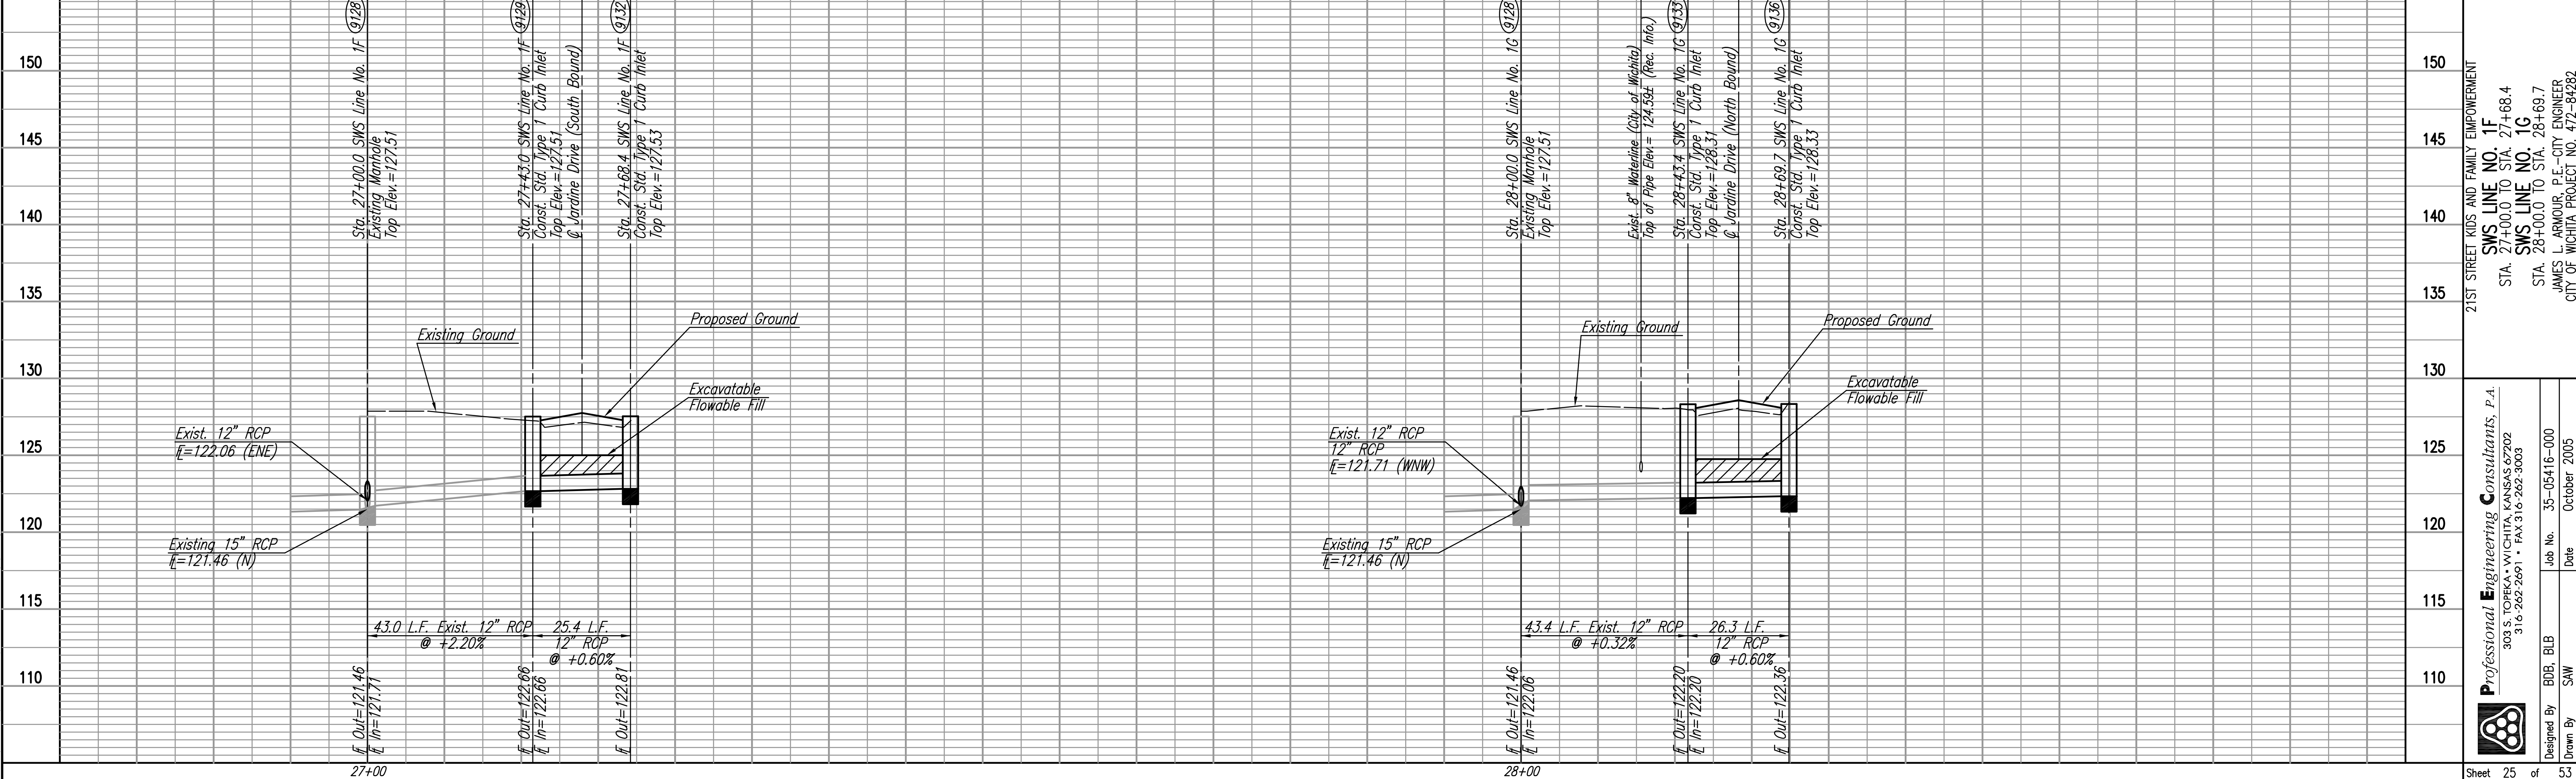 150
145
140
135
130
125
120
115
110
9128
Sta. 27+00.0 SWS Line No. 1F
Existing Manhole
Top Elev.=127.51
9129
Sta. 27+43.0 SWS Line No. 1F
Const. Std. Type 1 Curb Inlet
Top Elev.=127.51
℄ Jardine Drive (South Bound)
9132
Sta. 27+68.4 SWS Line No. 1F
Const. Std. Type 1 Curb Inlet
Top Elev.=127.53
Existing Ground
Proposed Ground
Excavatable
Flowable Fill
Exist. 12" RCP
FL=122.06 (ENE)
Existing 15" RCP
FL=121.46 (N)
43.0 L.F. Exist. 12" RCP
@ +2.20%
25.4 L.F.
12" RCP
@ +0.60%
FL Out=121.46
FL In=121.71
FL Out=122.66
FL In=122.66
FL Out=122.81
27+00
9128
Sta. 28+00.0 SWS Line No. 1G
Existing Manhole
Top Elev.=127.51
Exist. 8" Waterline (City of Wichita)
Top of Pipe Elev.= 124.59± (Rec. Info.)
9133
Sta. 28+43.4 SWS Line No. 1G
Const. Std. Type 1 Curb Inlet
Top Elev.=128.31
℄ Jardine Drive (North Bound)
9136
Sta. 28+69.7 SWS Line No. 1G
Const. Std. Type 1 Curb Inlet
Top Elev.=128.33
Existing Ground
Proposed Ground
Excavatable
Flowable Fill
Exist. 12" RCP
12" RCP
FL=121.71 (WNW)
Existing 15" RCP
FL=121.46 (N)
43.4 L.F. Exist. 12" RCP
@ +0.32%
26.3 L.F.
12" RCP
@ +0.60%
FL Out=121.46
FL In=122.06
FL Out=122.20
FL In=122.20
FL Out=122.36
28+00
150
145
140
135
130
125
120
115
110
21ST STREET KIDS AND FAMILY EIMPOWERMENT
SWS LINE NO. 1F
STA. 27+00.0 TO STA. 27+68.4
SWS LINE NO. 1G
STA. 28+00.0 TO STA. 28+69.7
JAMES L. ARMOUR, P.E.-CITY ENGINEER
CITY OF WICHITA PROJECT NO. 472-84282
Professional Engineering Consultants, P.A.
303 S. TOPEKA • WICHITA, KANSAS 67202
316-262-2691 • FAX 316-262-3003
Designed By BDB, BLB Job No. 35-05416-000
Drawn By SAW Date October 2005
Sheet 25 of 53